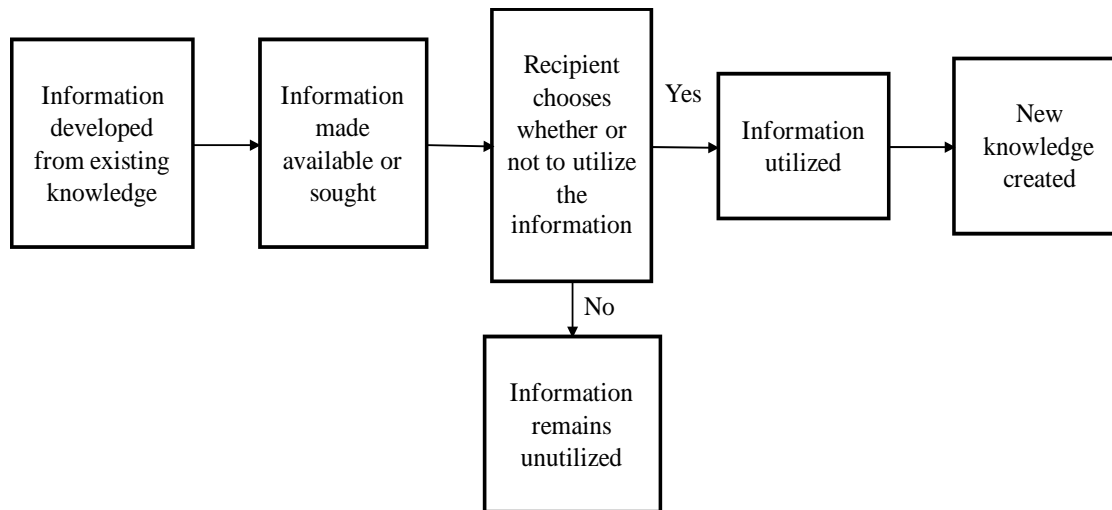 Information
developed
from existing
knowledge
Information
made
available or
sought
Recipient
chooses
whether or
not to utilize
the
information
Yes
Information
utilized
New
knowledge
created
No
Information
remains
unutilized